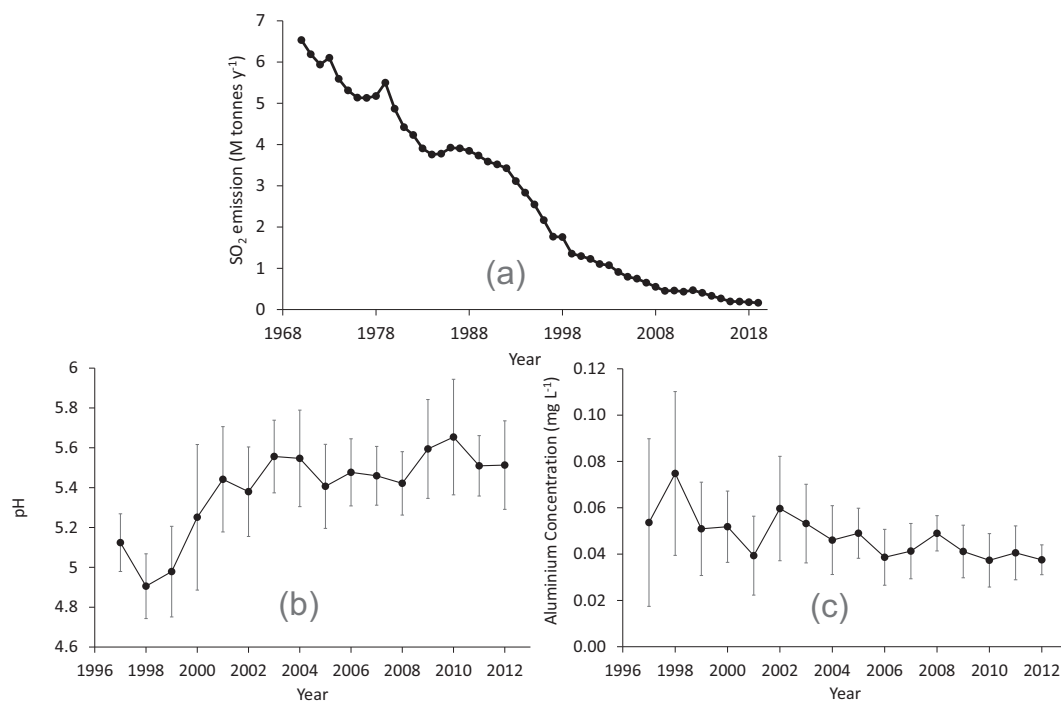 7
6
5
4
3
2
1
0
SO₂ emission (M tonnes y⁻¹)
(a)
1968 1978 1988 1998 2008 2018
Year
6
5.8
5.6
5.4
5.2
5
4.8
4.6
pH
(b)
1996 1998 2000 2002 2004 2006 2008 2010 2012
Year
0.12
0.10
0.08
0.06
0.04
0.02
0.00
Aluminium Concentration (mg L⁻¹)
(c)
1996 1998 2000 2002 2004 2006 2008 2010 2012
Year